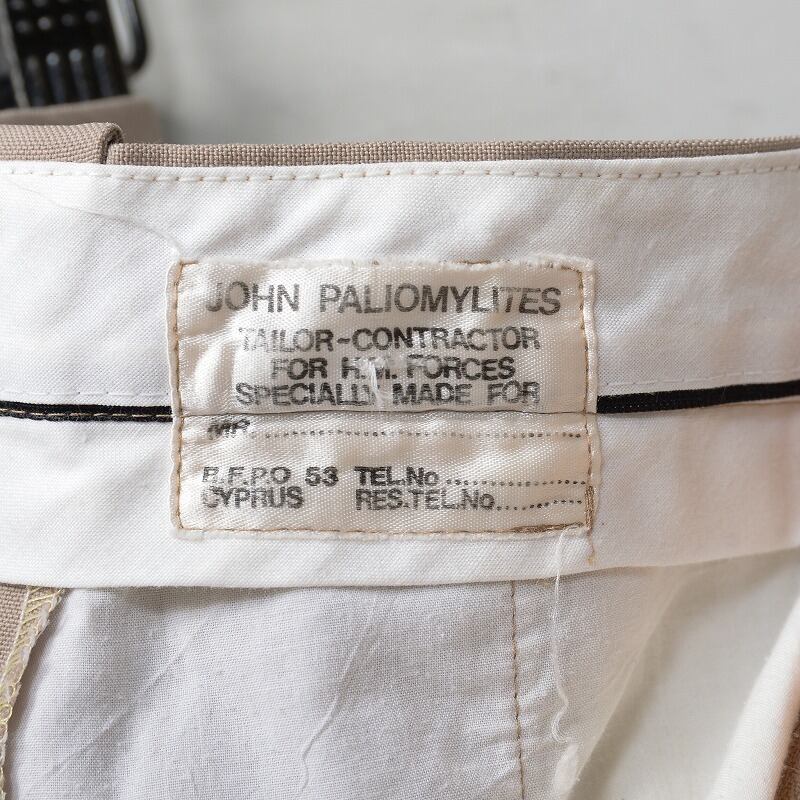 JOHN PALIOMYLITES
TAILOR~CONTRACTOR
FOR H.M. FORCES
SPECIALLY MADE FOR
MR..............................
B.F.P.O 53 TEL.No..............
CYPRUS RES.TEL.No..........